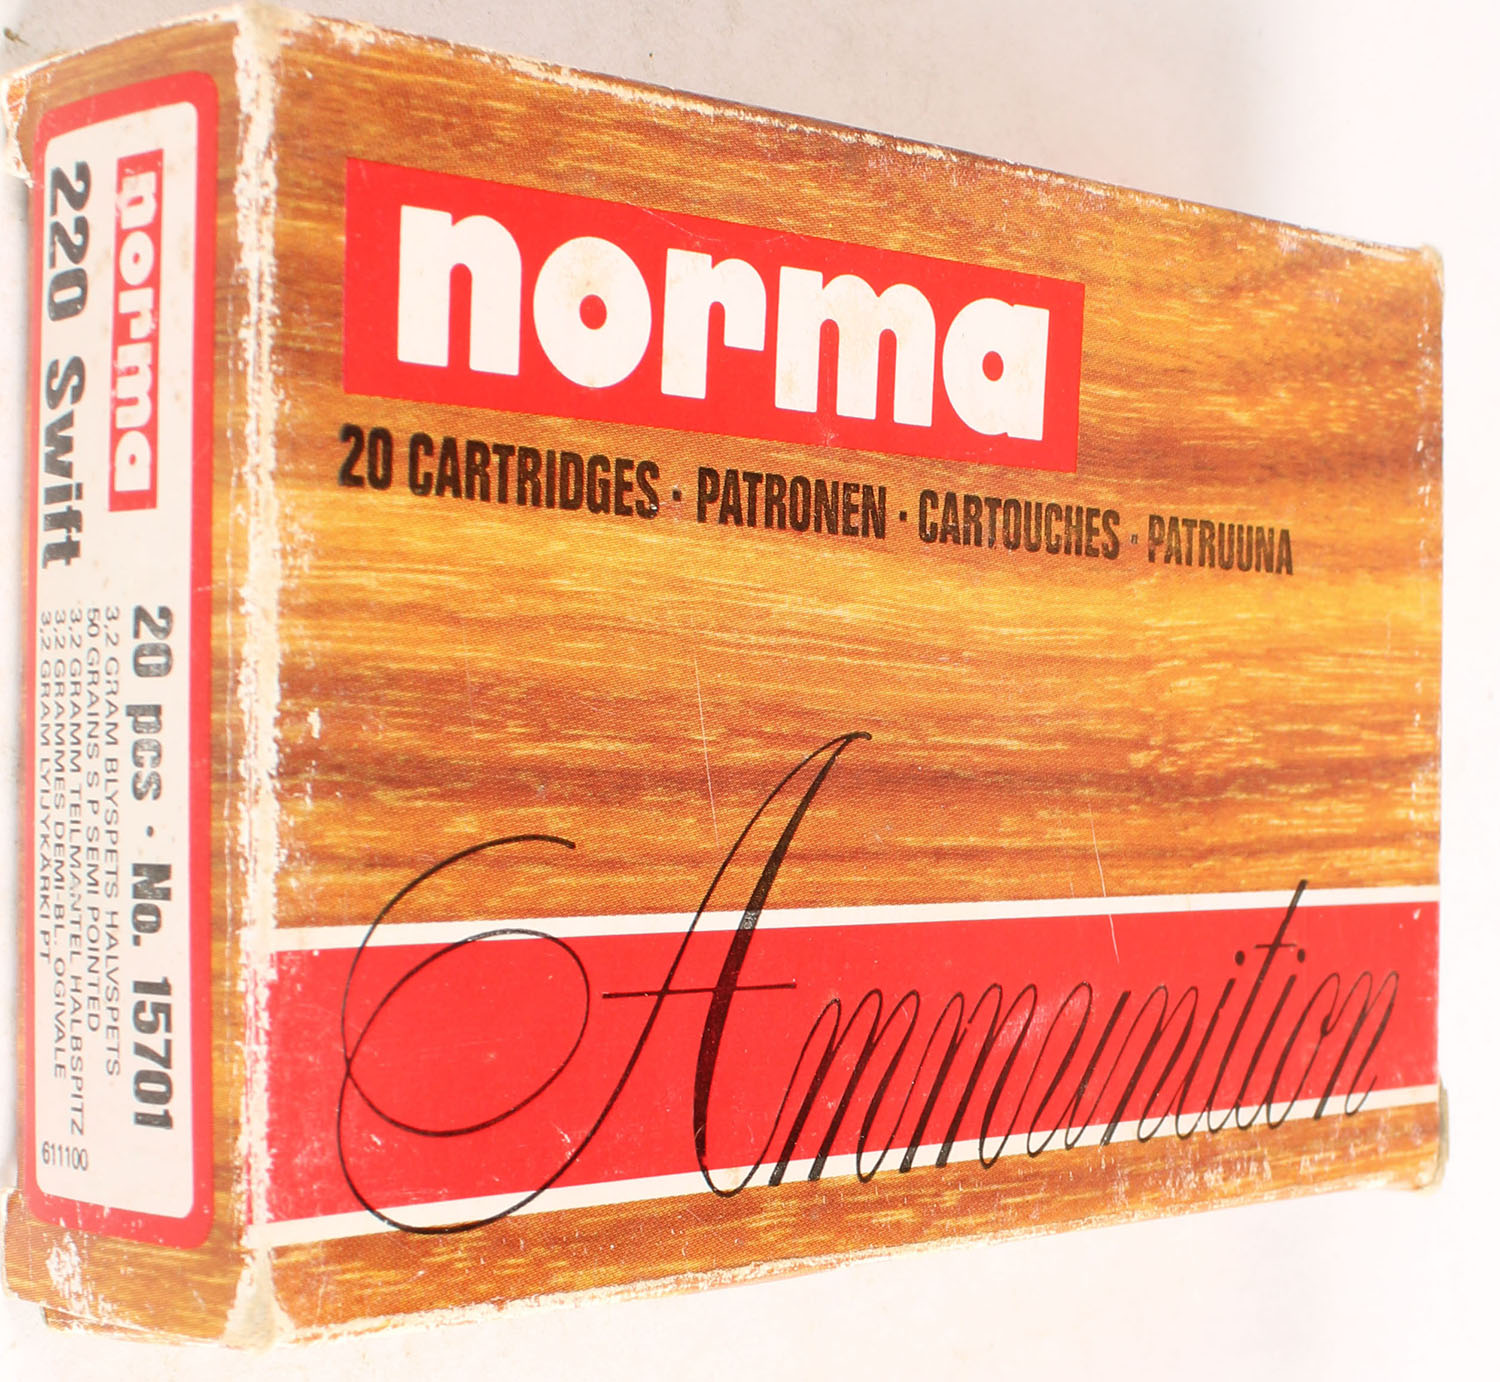 norma
20 CARTRIDGES · PATRONEN · CARTOUCHES · PATRUUNA
Ammunition
norma
220 Swift
20 pcs · No. 15701
3,2 GRAM BLYSPETS HALVSPETS
50 GRAINS S P SEMI POINTED
3,2 GRAMM TEILMANTEL HALBSPITZ
3,2 GRAMMES DEMI-BL. OGIVALE
3,2 GRAM LYIJYKÄRKI PT
611100